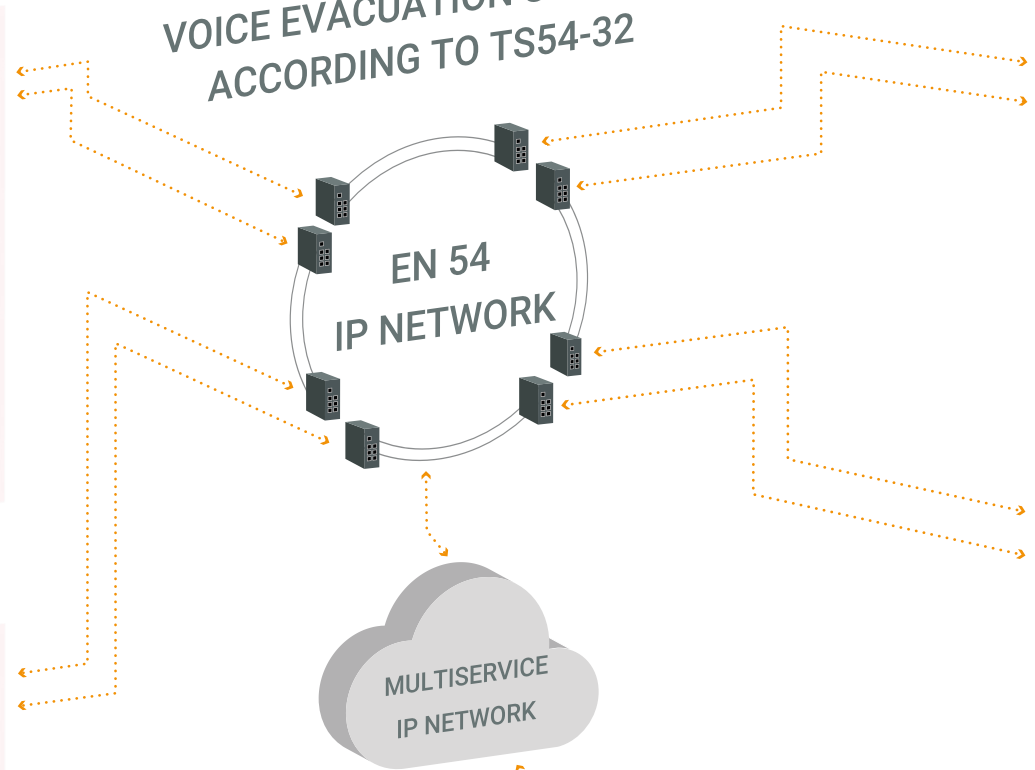 VOICE EVACUATION
ACCORDING TO TS54-32
EN 54
IP NETWORK
MULTISERVICE
IP NETWORK